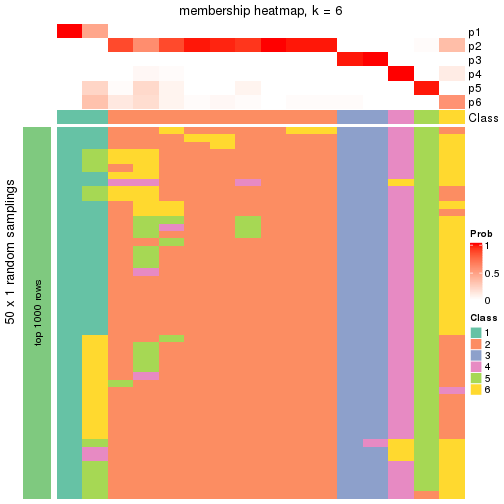 membership heatmap, k = 6
p1
p2
p3
p4
p5
p6
Class
50 x 1 random samplings
top 1000 rows
Prob
1
0.5
0
Class
1
2
3
4
5
6